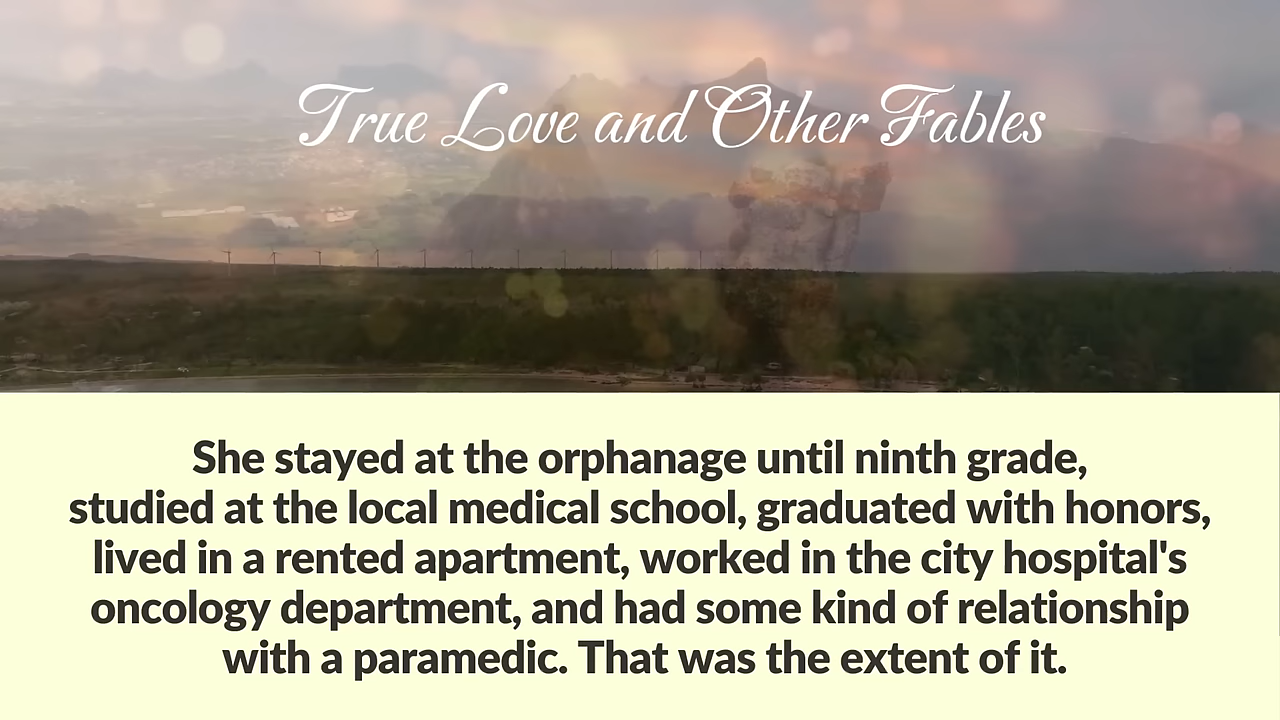 True Love and Other Fables
She stayed at the orphanage until ninth grade,
studied at the local medical school, graduated with honors,
lived in a rented apartment, worked in the city hospital's
oncology department, and had some kind of relationship
with a paramedic. That was the extent of it.